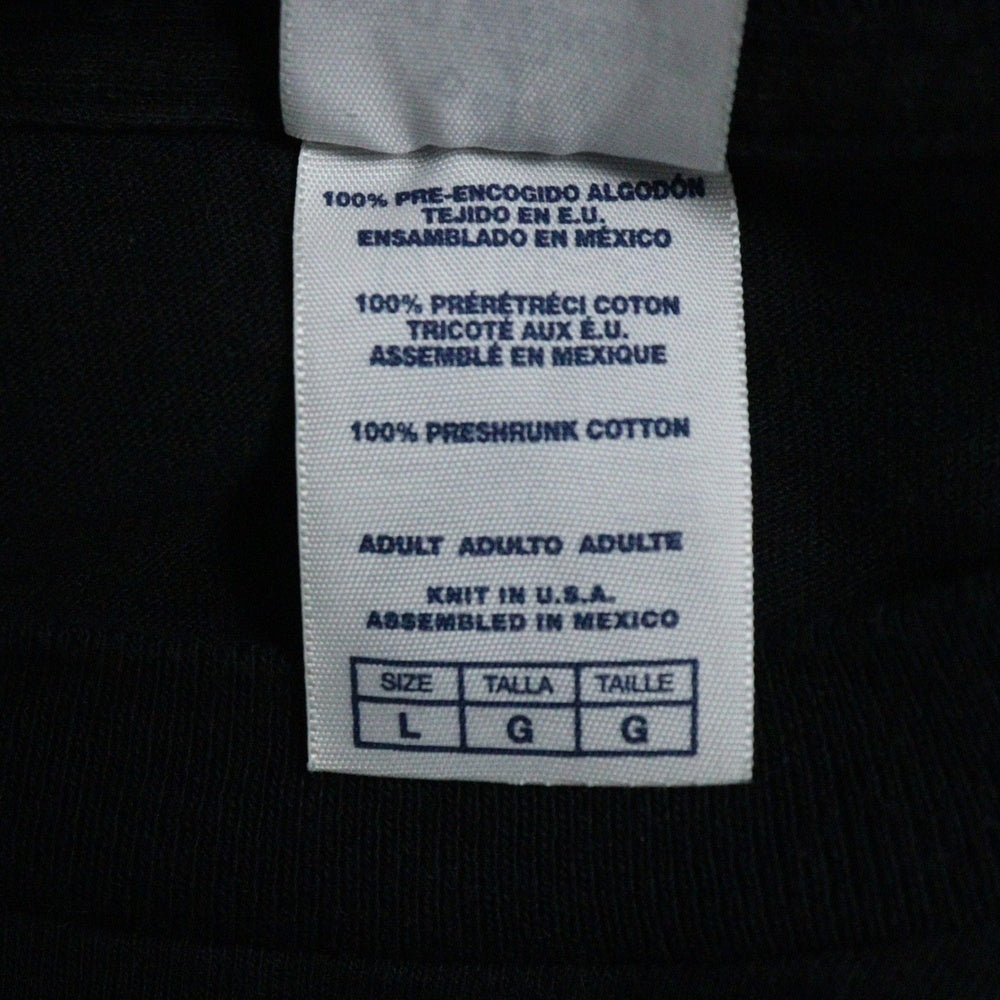 100% PRE-ENCOGIDO ALGODÓN
TEJIDO EN E.U.
ENSAMBLADO EN MÉXICO
100% PRÉRÉTRÉCI COTON
TRICOTÉ AUX É.U.
ASSEMBLÉ EN MEXIQUE
100% PRESHRUNK COTTON
ADULT ADULTO ADULTE
KNIT IN U.S.A.
ASSEMBLED IN MEXICO
SIZE TALLA TAILLE
L G G